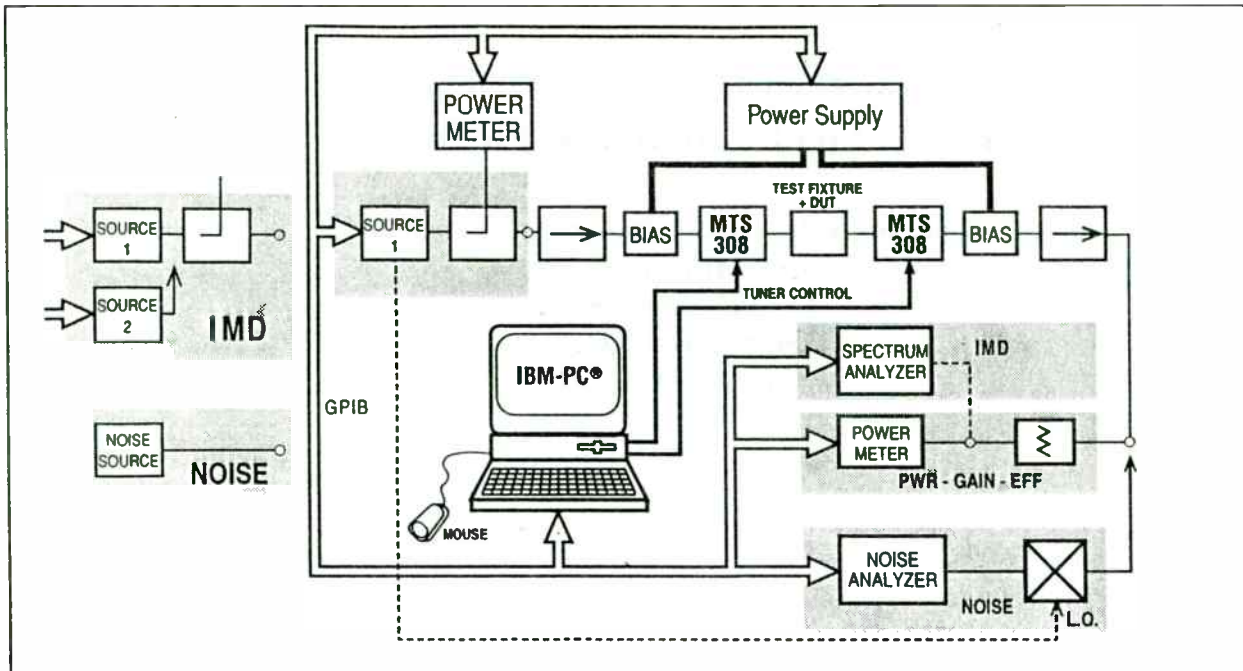 POWER
METER
Power Supply
SOURCE
1
SOURCE
2
IMD
NOISE
SOURCE
NOISE
SOURCE
1
BIAS
MTS
308
TEST FIXTURE
+ DUT
MTS
308
BIAS
TUNER CONTROL
GPIB
IBM-PC®
MOUSE
SPECTRUM
ANALYZER
IMD
POWER
METER
PWR - GAIN - EFF
NOISE
ANALYZER
NOISE
L.O.